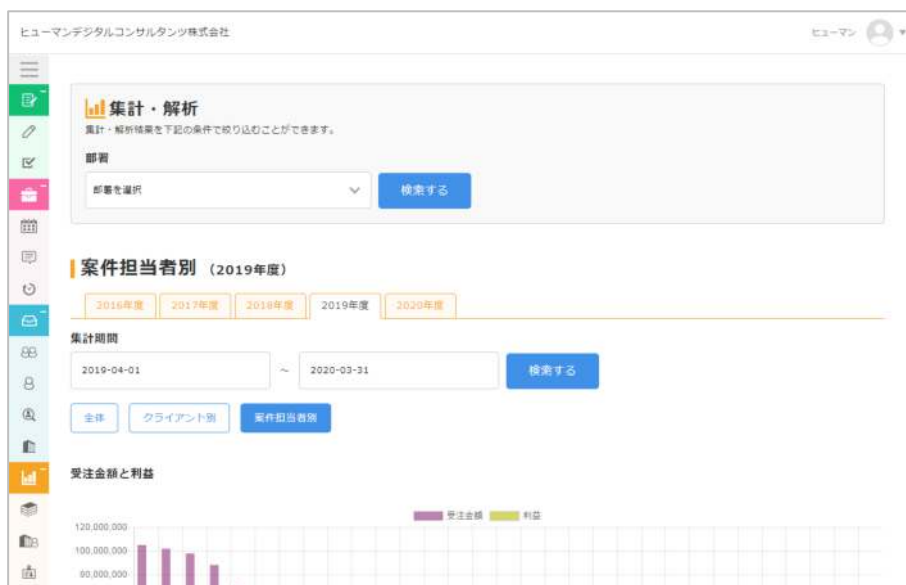 ヒューマンデジタルコンサルタンツ株式会社
ヒューマン
集計・解析
集計・解析結果を下記の条件で絞り込むことができます。
部署
部署を選択
検索する
案件担当者別 (2019年度)
2016年度 2017年度 2018年度 2019年度 2020年度
集計期間
2019-04-01 ~ 2020-03-31 検索する
全体 クライアント別 案件担当者別
受注金額と利益
受注金額 利益
120,000,000
100,000,000
80,000,000